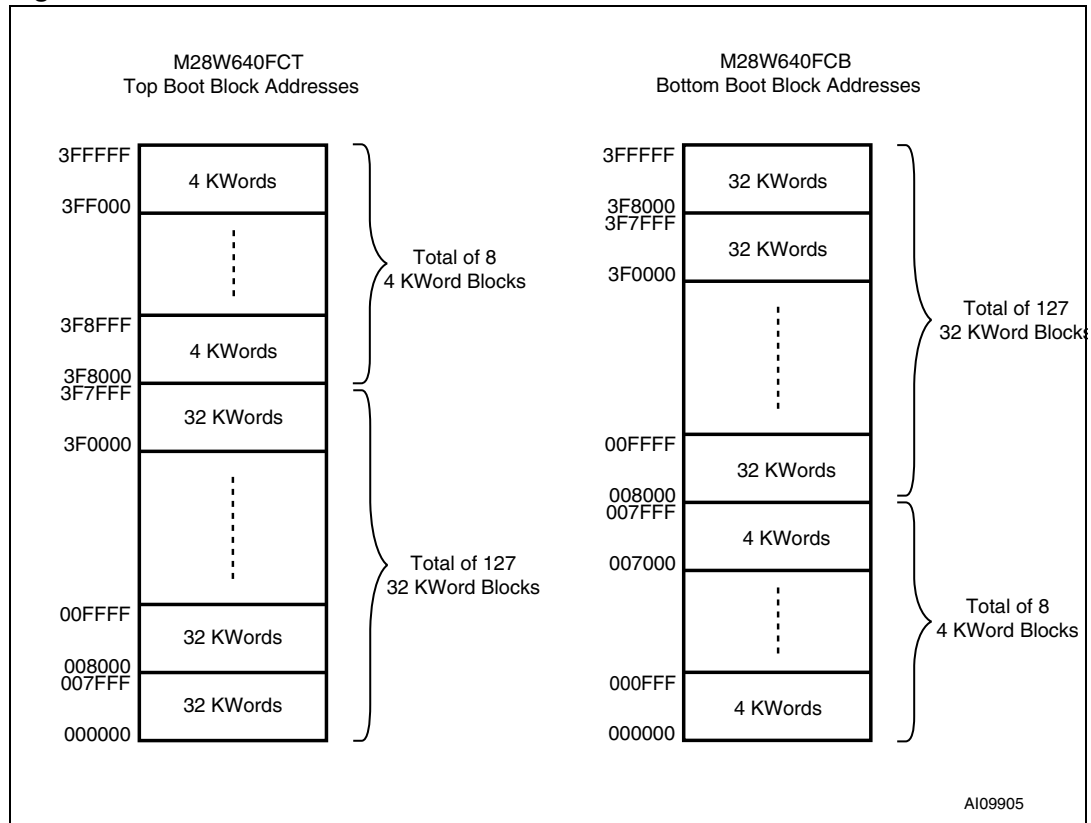 M28W640FCT
Top Boot Block Addresses
3FFFFF
4 KWords
3FF000
Total of 8
4 KWord Blocks
3F8FFF
4 KWords
3F8000
3F7FFF
32 KWords
3F0000
Total of 127
32 KWord Blocks
00FFFF
32 KWords
008000
007FFF
32 KWords
000000
M28W640FCB
Bottom Boot Block Addresses
3FFFFF
32 KWords
3F8000
3F7FFF
32 KWords
3F0000
Total of 127
32 KWord Blocks
00FFFF
32 KWords
008000
007FFF
4 KWords
007000
Total of 8
4 KWord Blocks
000FFF
4 KWords
000000
AI09905